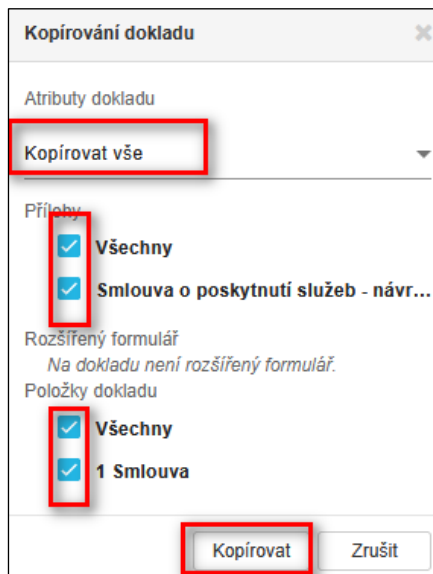 Kopírování dokladu
Atributy dokladu
Kopírovat vše
Přílohy
Všechny
Smlouva o poskytnutí služeb - návr...
Rozšířený formulář
Na dokladu není rozšířený formulář.
Položky dokladu
Všechny
1 Smlouva
Kopírovat Zrušit